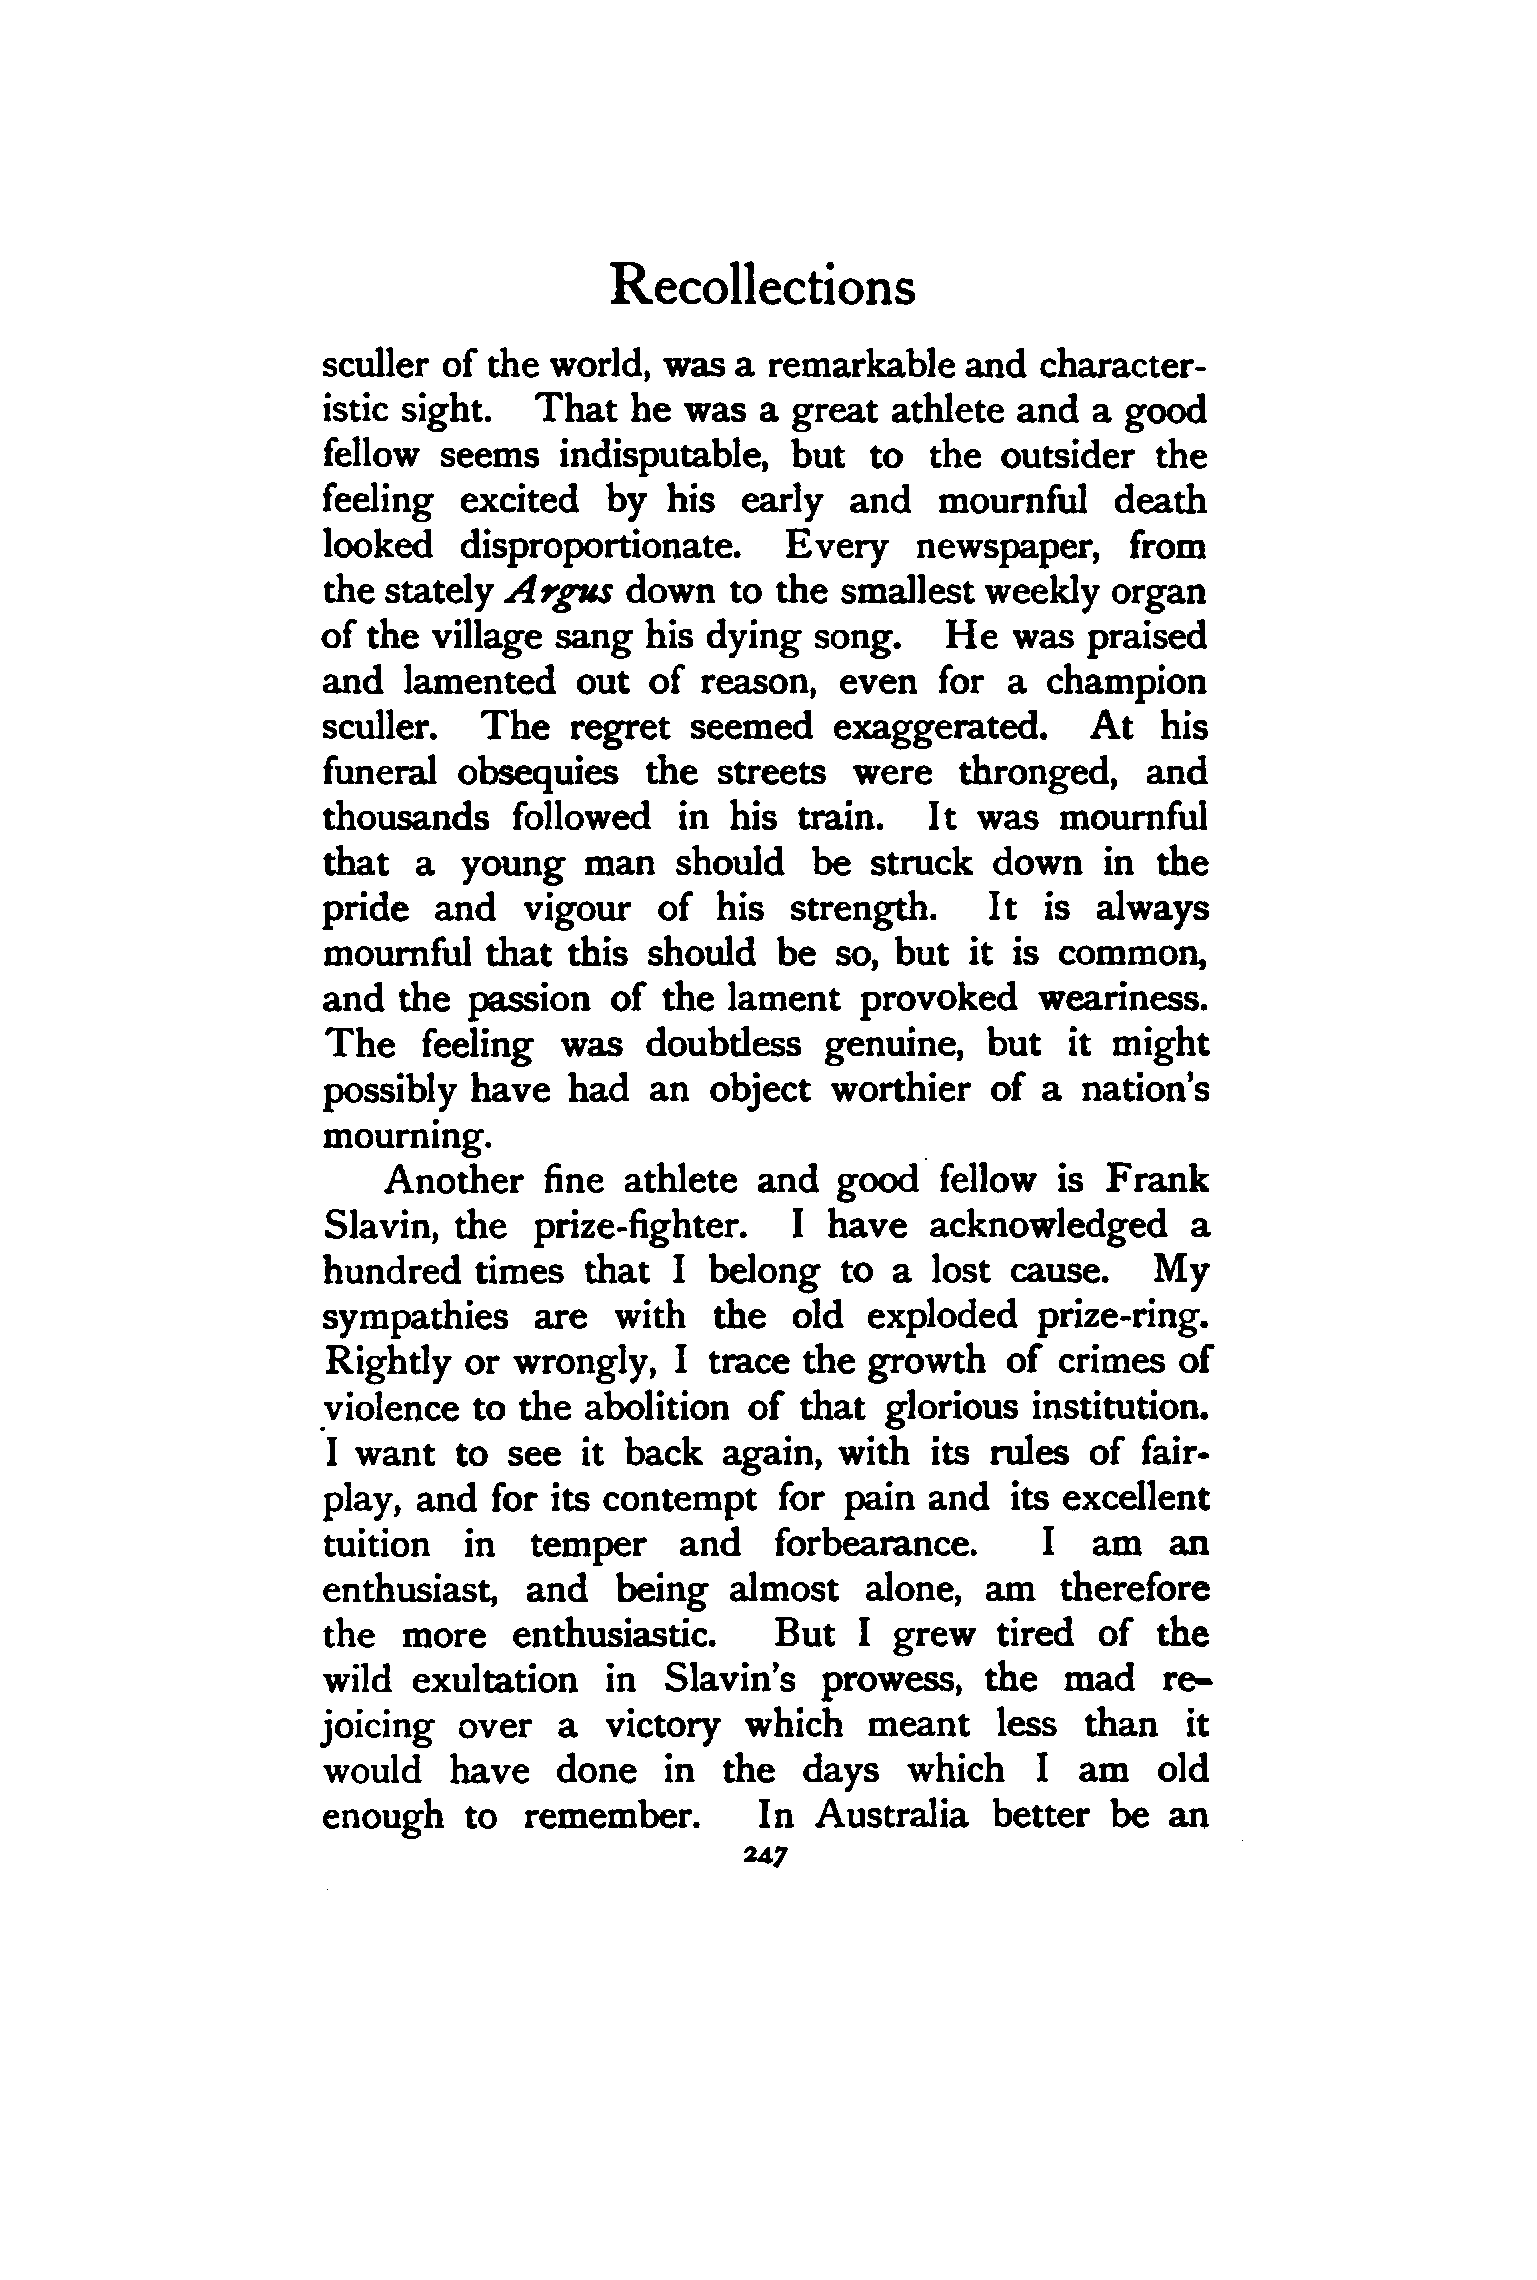 Recollections
sculler of the world, was a remarkable and character-
istic sight. That he was a great athlete and a good
fellow seems indisputable, but to the outsider the
feeling excited by his early and mournful death
looked disproportionate. Every newspaper, from
the stately Argus down to the smallest weekly organ
of the village sang his dying song. He was praised
and lamented out of reason, even for a champion
sculler. The regret seemed exaggerated. At his
funeral obsequies the streets were thronged, and
thousands followed in his train. It was mournful
that a young man should be struck down in the
pride and vigour of his strength. It is always
mournful that this should be so, but it is common,
and the passion of the lament provoked weariness.
The feeling was doubtless genuine, but it might
possibly have had an object worthier of a nation's
mourning.
Another fine athlete and good fellow is Frank
Slavin, the prize-fighter. I have acknowledged a
hundred times that I belong to a lost cause. My
sympathies are with the old exploded prize-ring.
Rightly or wrongly, I trace the growth of crimes of
violence to the abolition of that glorious institution.
I want to see it back again, with its rules of fair-
play, and for its contempt for pain and its excellent
tuition in temper and forbearance. I am an
enthusiast, and being almost alone, am therefore
the more enthusiastic. But I grew tired of the
wild exultation in Slavin's prowess, the mad re-
joicing over a victory which meant less than it
would have done in the days which I am old
enough to remember. In Australia better be an
247